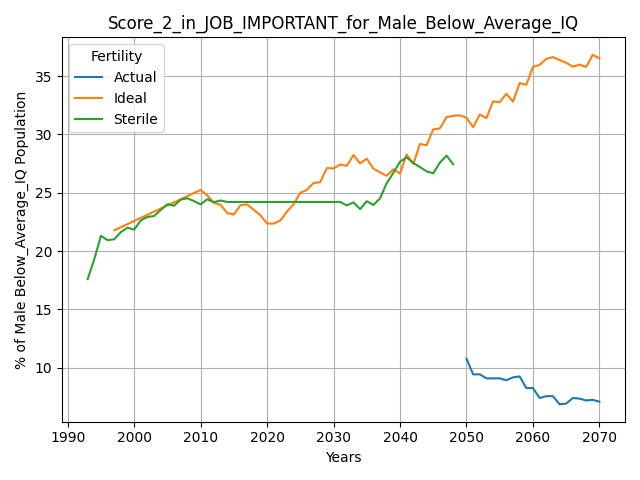 Score_2_in_JOB_IMPORTANT_for_Male_Below_Average_IQ
Fertility
Actual
Ideal
Sterile
% of Male Below_Average_IQ Population
35
30
25
20
15
10
1990
2000
2010
2020
2030
2040
2050
2060
2070
Years